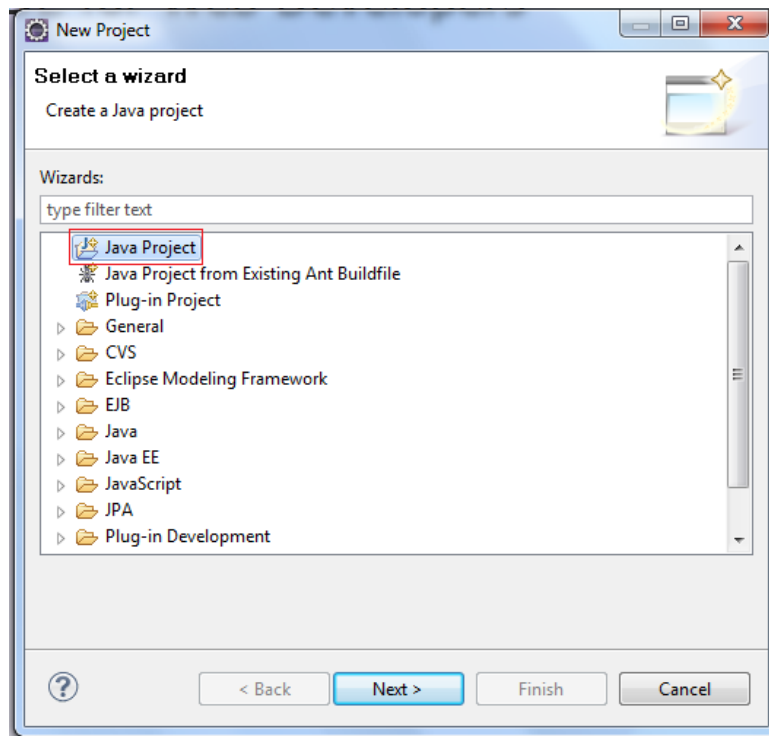 New Project
Select a wizard
Create a Java project
Wizards:
type filter text
Java Project
Java Project from Existing Ant Buildfile
Plug-in Project
General
CVS
Eclipse Modeling Framework
EJB
Java
Java EE
JavaScript
JPA
Plug-in Development
? < Back Next > Finish Cancel